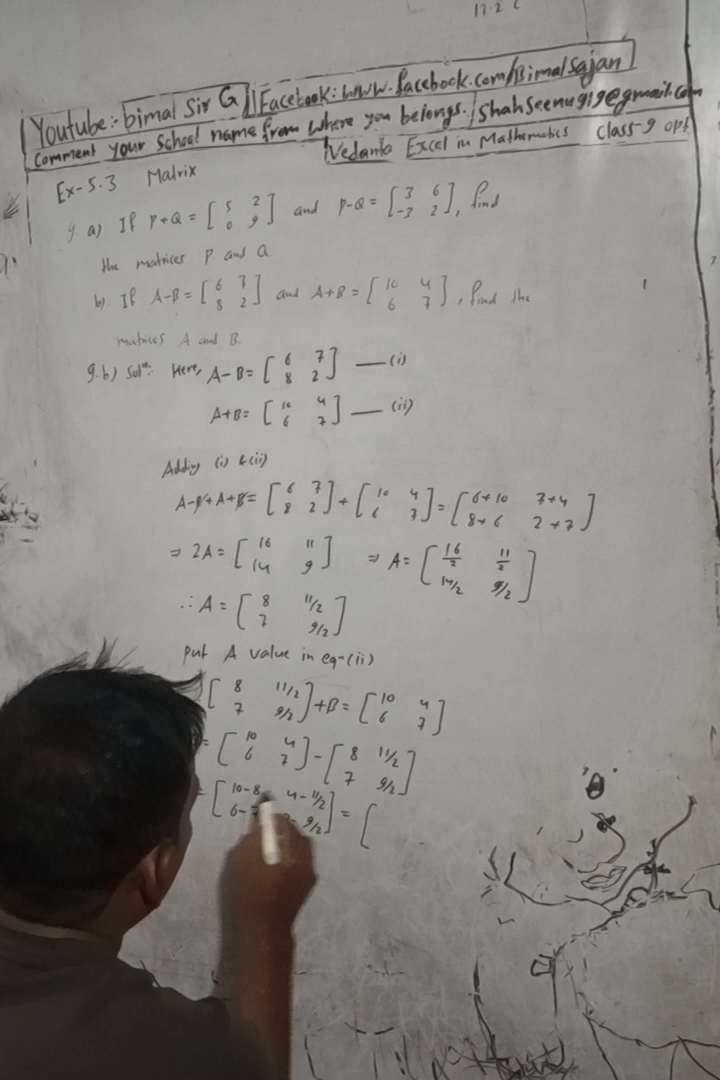 17.2
Youtube:- bimal Sir G || Facebook: www.facebook.com/Bimalsajan
Comment your School name from where you belongs. / shahseenu919@gmail.com
Vedanta Excel in Mathematics class-9 opt.
Ex-5.3 Matrix
9. a) If P+Q = [5 2 0 9] and P-Q = [3 6 -3 2], find
the matrices P and Q
b). If A-B = [6 7 8 2] and A+B = [10 4 6 7], find the
matrices A and B.
9.b) Solⁿ: Here, A-B = [6 7 8 2] —(i)
A+B = [10 4 6 7] —(ii)
Adding (i) &(ii)
A-B+A+B = [6 7 8 2] + [10 4 6 7] = [6+10 7+4 8+6 2+7]
⇒ 2A = [16 11 14 9] ⇒ A = [16/2 11/2 14/2 9/2]
∴ A = [8 11/2 7 9/2]
put A value in eqn(ii)
[8 11/2 7 9/2] + B = [10 4 6 7]
= [10 4 6 7] - [8 11/2 7 9/2]
= [10-8 4-11/2 6-7 - 9/2] = [